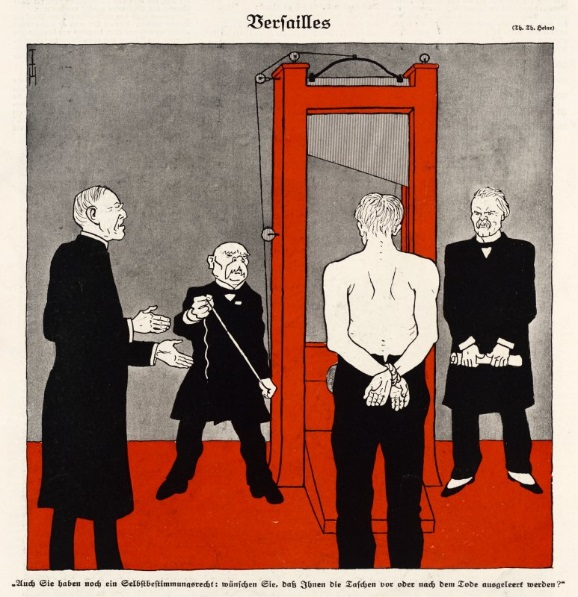 Versailles
(Th. Th. Heine)
TTH
„Auch Sie haben noch ein Selbstbestimmungsrecht: wünschen Sie, daß Ihnen die Taschen vor oder nach dem Tode ausgeleert werden?“